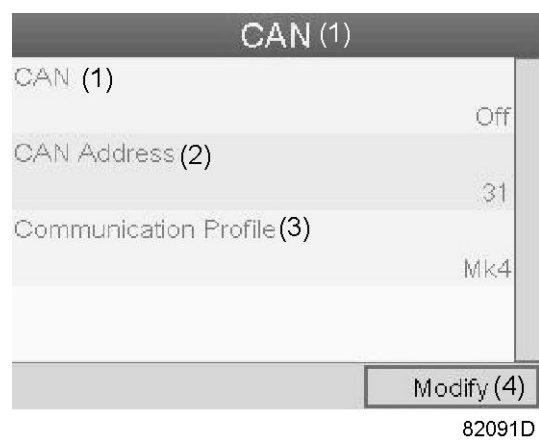 CAN (1)
CAN (1)
Off
CAN Address (2)
31
Communication Profile (3)
Mk4
Modify (4)
82091D